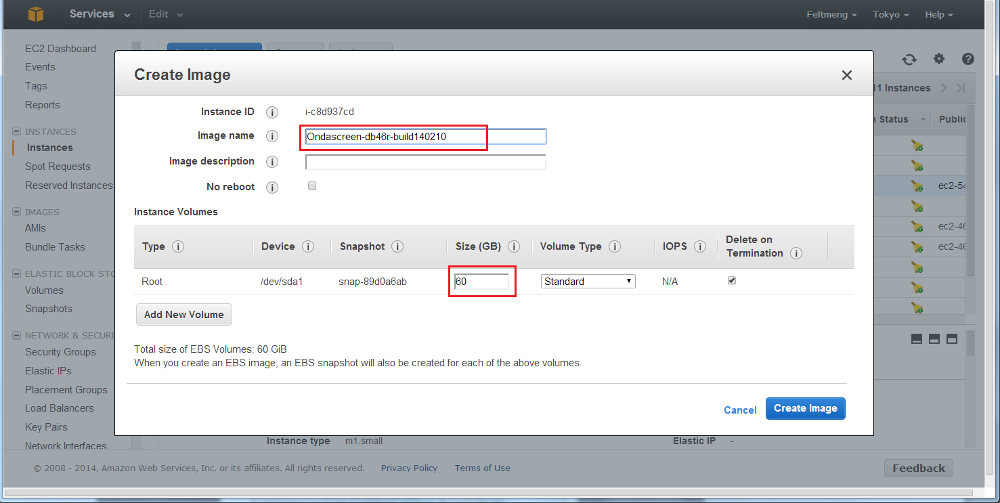 Services Edit Feltmeng Tokyo Help
EC2 Dashboard
Events
Tags
Reports
INSTANCES
Instances
Spot Requests
Reserved Instances
IMAGES
AMIs
Bundle Tasks
ELASTIC BLOCK STO
Volumes
Snapshots
NETWORK & SECURI
Security Groups
Elastic IPs
Placement Groups
Load Balancers
Key Pairs
Network Interfaces
11 Instances
Status Public
ec2-54
ec2-46
ec2-46
Create Image
Instance ID i-c8d937cd
Image name Ondascreen-db46r-build140210
Image description
No reboot
Instance Volumes
Type Device Snapshot Size (GB) Volume Type IOPS Delete on
Termination
Root /dev/sda1 snap-89d0a6ab 60 Standard N/A
Add New Volume
Total size of EBS Volumes: 60 GiB
When you create an EBS image, an EBS snapshot will also be created for each of the above volumes.
Cancel Create Image
Instance type m1.small Elastic IP -
© 2008 - 2014, Amazon Web Services, Inc. or its affiliates. All rights reserved. Privacy Policy Terms of Use Feedback